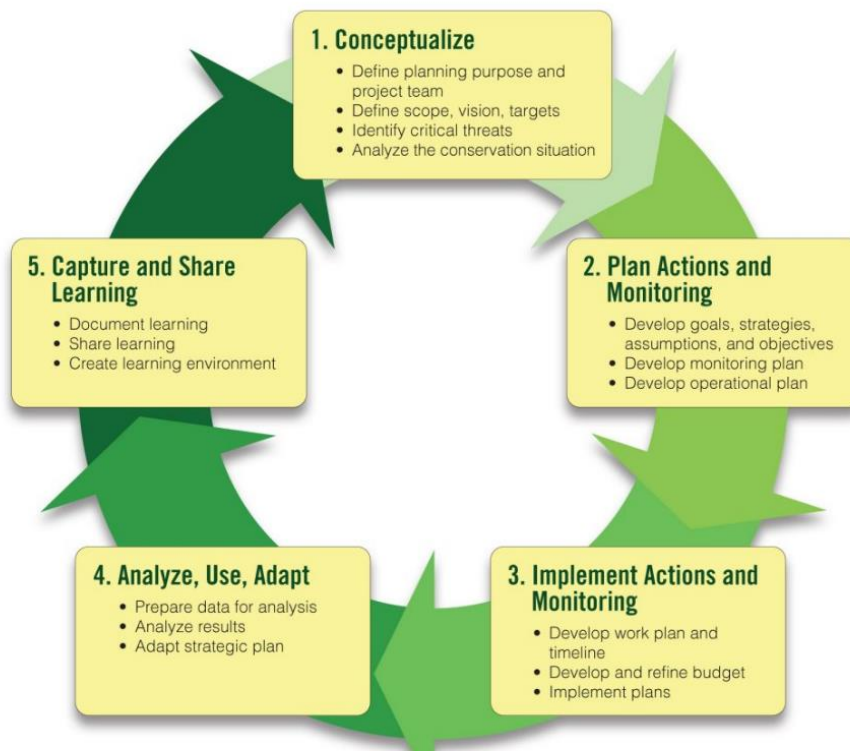 1. Conceptualize
• Define planning purpose and
project team
• Define scope, vision, targets
• Identify critical threats
• Analyze the conservation situation
2. Plan Actions and
Monitoring
• Develop goals, strategies,
assumptions, and objectives
• Develop monitoring plan
• Develop operational plan
3. Implement Actions and
Monitoring
• Develop work plan and
timeline
• Develop and refine budget
• Implement plans
4. Analyze, Use, Adapt
• Prepare data for analysis
• Analyze results
• Adapt strategic plan
5. Capture and Share
Learning
• Document learning
• Share learning
• Create learning environment